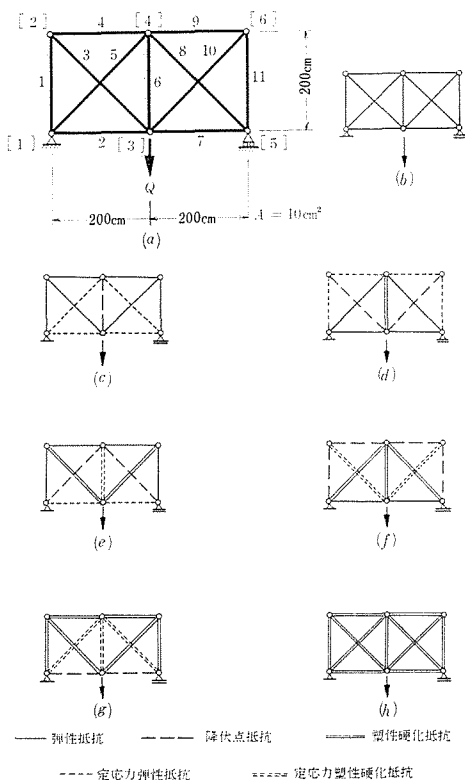 [2] 4 [4] 9 [6]
3 5 8 10
1 6 11
200cm
[1] 2 [3] 7 [5]
Q
200cm 200cm A = 10cm²
(a)
(b)
(c)
(d)
(e)
(f)
(g)
(h)
弹性抵抗
降伏点抵抗
塑性硬化抵抗
定応力弹性抵抗
定応力塑性硬化抵抗